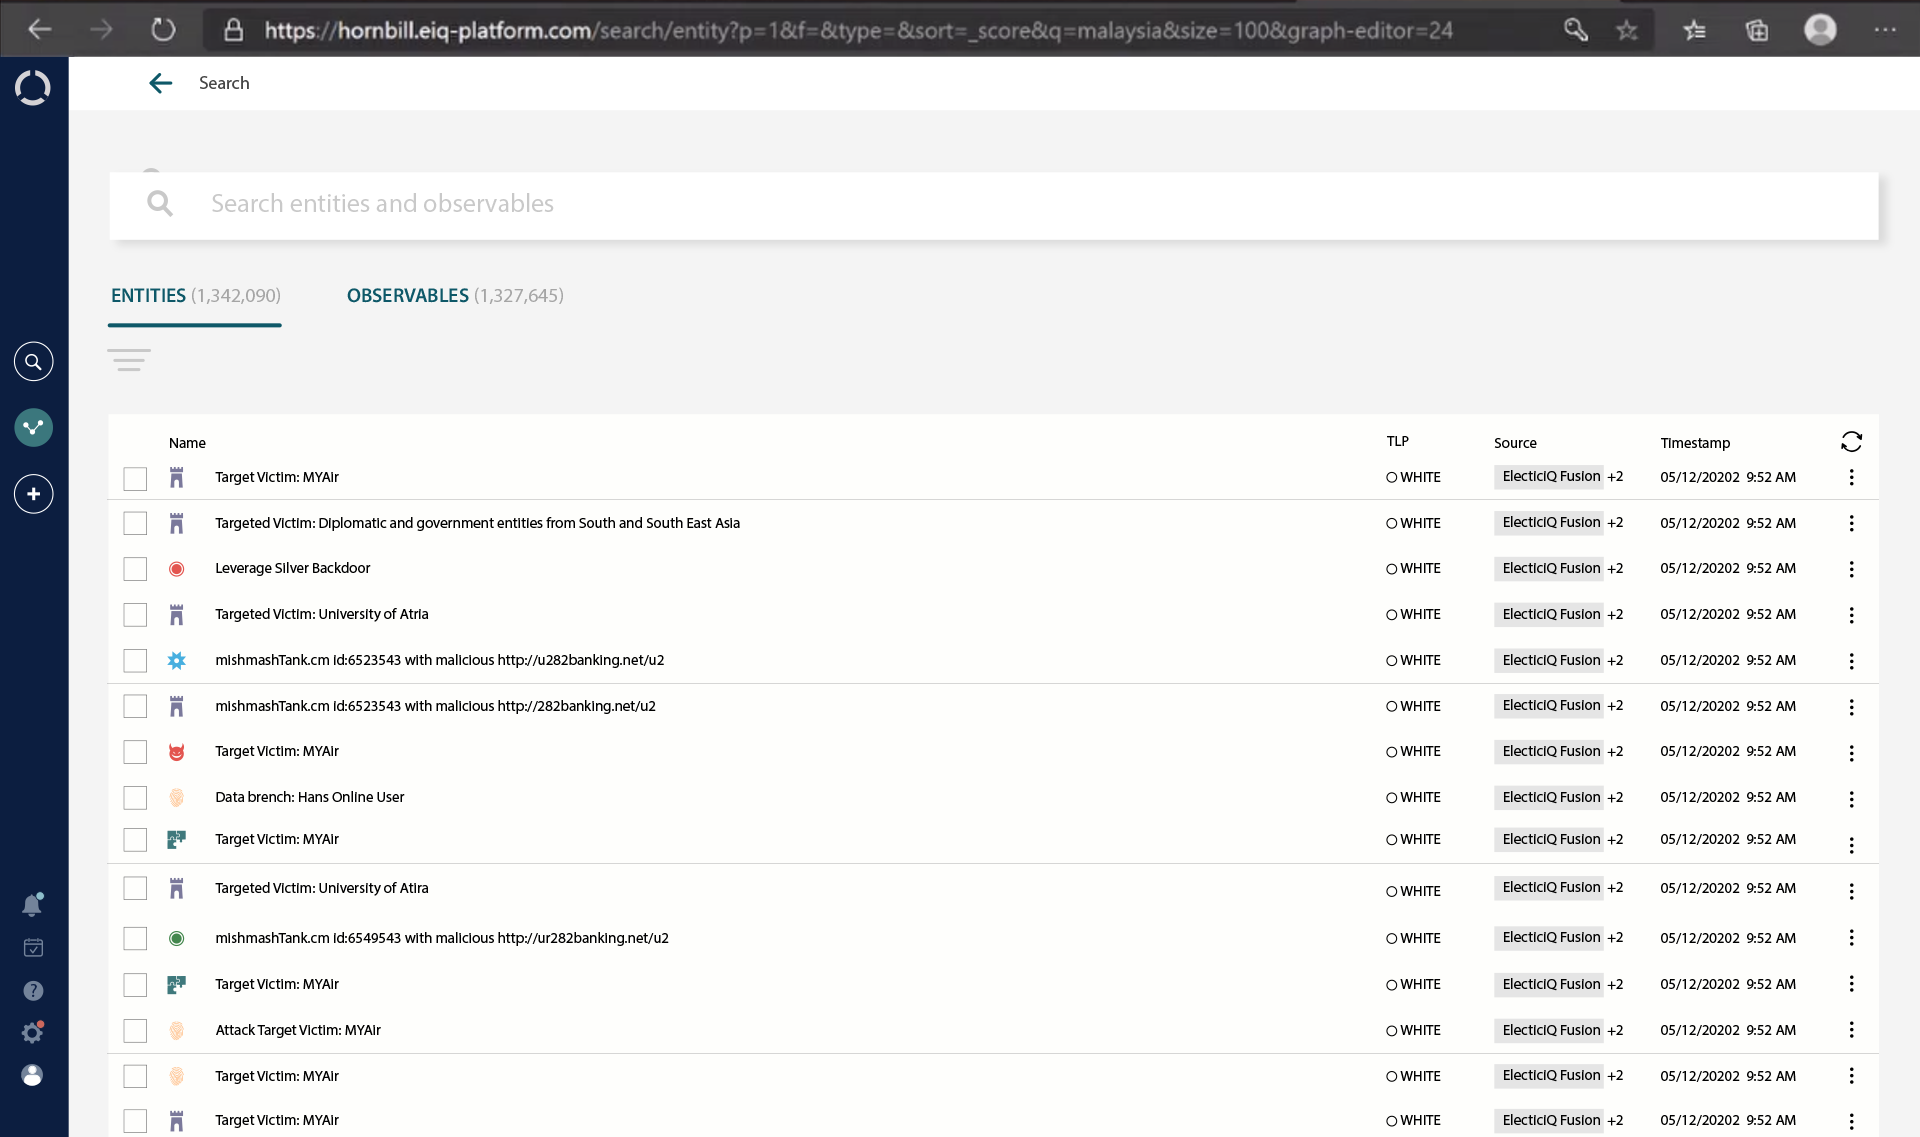 https://hornbill.eiq-platform.com/search/entity?p=1&f=&type=&sort=_score&q=malaysia&size=100&graph-editor=24
Search
Search entities and observables
ENTITIES (1,342,090) OBSERVABLES (1,327,645)
Name TLP Source Timestamp
Target Victim: MYAir WHITE ElecticiQ Fusion +2 05/12/20202 9:52 AM
Targeted Victim: Diplomatic and government entities from South and South East Asia WHITE ElecticiQ Fusion +2 05/12/20202 9:52 AM
Leverage Silver Backdoor WHITE ElecticiQ Fusion +2 05/12/20202 9:52 AM
Targeted Victim: University of Atria WHITE ElecticiQ Fusion +2 05/12/20202 9:52 AM
mishmashTank.cm id:6523543 with malicious http://u282banking.net/u2 WHITE ElecticiQ Fusion +2 05/12/20202 9:52 AM
mishmashTank.cm id:6523543 with malicious http://282banking.net/u2 WHITE ElecticiQ Fusion +2 05/12/20202 9:52 AM
Target Victim: MYAir WHITE ElecticiQ Fusion +2 05/12/20202 9:52 AM
Data brench: Hans Online User WHITE ElecticiQ Fusion +2 05/12/20202 9:52 AM
Target Victim: MYAir WHITE ElecticiQ Fusion +2 05/12/20202 9:52 AM
Targeted Victim: University of Atira WHITE ElecticiQ Fusion +2 05/12/20202 9:52 AM
mishmashTank.cm id:6549543 with malicious http://ur282banking.net/u2 WHITE ElecticiQ Fusion +2 05/12/20202 9:52 AM
Target Victim: MYAir WHITE ElecticiQ Fusion +2 05/12/20202 9:52 AM
Attack Target Victim: MYAir WHITE ElecticiQ Fusion +2 05/12/20202 9:52 AM
Target Victim: MYAir WHITE ElecticiQ Fusion +2 05/12/20202 9:52 AM
Target Victim: MYAir WHITE ElecticiQ Fusion +2 05/12/20202 9:52 AM